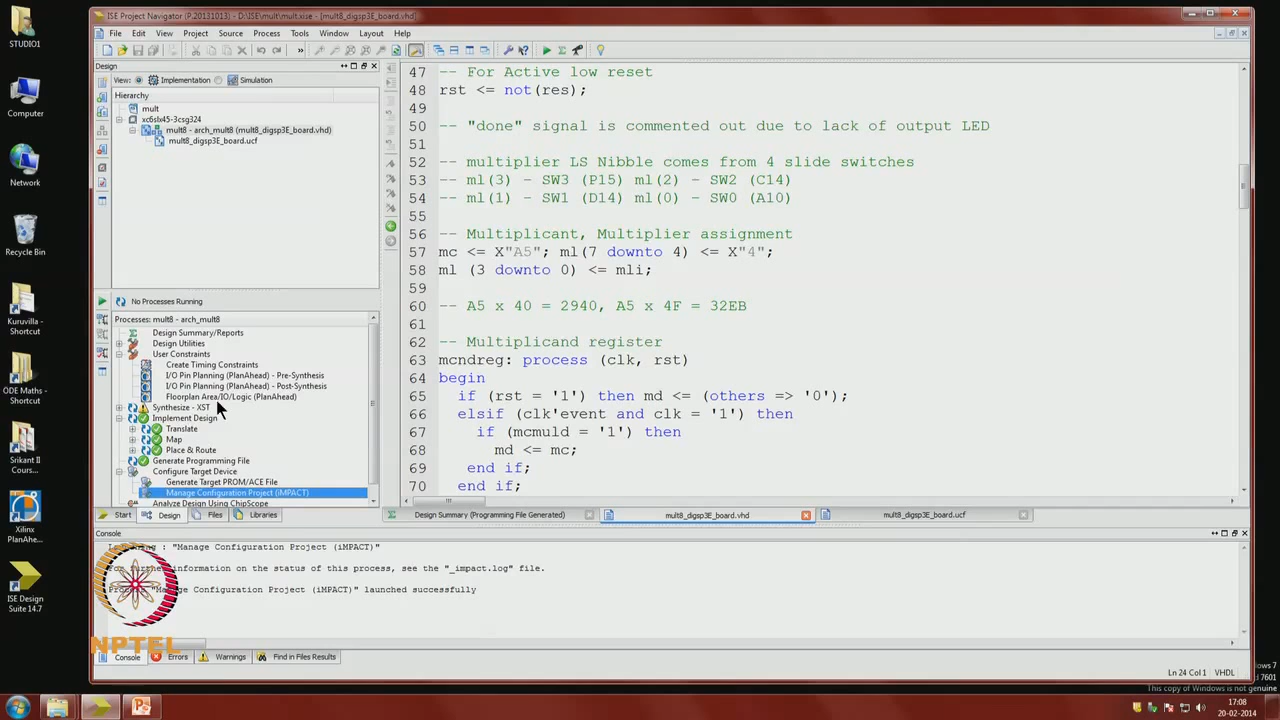 STUDIO1
Computer
Network
Recycle Bin
Kuruvilla -
Shortcut
ODE Maths -
Shortcut
Srikant II
Cours...
Xilinx
PlanAhe...
ISE Design
Suite 14.7
ISE Project Navigator (P.20131013) - D:\ISE\mult\mult.xise - [mult8_digsp3E_board.vhd]
File Edit View Project Source Process Tools Window Layout Help
Design
View: Implementation Simulation
Hierarchy
mult
xc6slx45-3csg324
mult8 - arch_mult8 (mult8_digsp3E_board.vhd)
mult8_digsp3E_board.ucf
No Processes Running
Processes: mult8 - arch_mult8
Design Summary/Reports
Design Utilities
User Constraints
Create Timing Constraints
I/O Pin Planning (PlanAhead) - Pre-Synthesis
I/O Pin Planning (PlanAhead) - Post-Synthesis
Floorplan Area/IO/Logic (PlanAhead)
Synthesize - XST
Implement Design
Translate
Map
Place & Route
Generate Programming File
Configure Target Device
Generate Target PROM/ACE File
Manage Configuration Project (iMPACT)
Analyze Design Using ChipScope
Start Design Files Libraries
47 -- For Active low reset
48 rst <= not(res);
49
50 -- "done" signal is commented out due to lack of output LED
51
52 -- multiplier LS Nibble comes from 4 slide switches
53 -- ml(3) - SW3 (P15) ml(2) - SW2 (C14)
54 -- ml(1) - SW1 (D14) ml(0) - SW0 (A10)
55
56 -- Multiplicant, Multiplier assignment
57 mc <= X"A5"; ml(7 downto 4) <= X"4";
58 ml (3 downto 0) <= mli;
59
60 -- A5 x 40 = 2940, A5 x 4F = 32EB
61
62 -- Multiplicand register
63 mcndreg: process (clk, rst)
64 begin
65 if (rst = '1') then md <= (others => '0');
66 elsif (clk'event and clk = '1') then
67 if (mcmuld = '1') then
68 md <= mc;
69 end if;
70 end if;
Design Summary (Programming File Generated) mult8_digsp3E_board.vhd mult8_digsp3E_board.ucf
Console
: "Manage Configuration Project (iMPACT)"
information on the status of this process, see the "_impact.log" file.
"Manage Configuration Project (iMPACT)" launched successfully
NPTEL
Console Errors Warnings Find in Files Results
Ln 24 Col 1 VHDL
7601
This copy of Windows is not genuine
17:08
20-02-2014